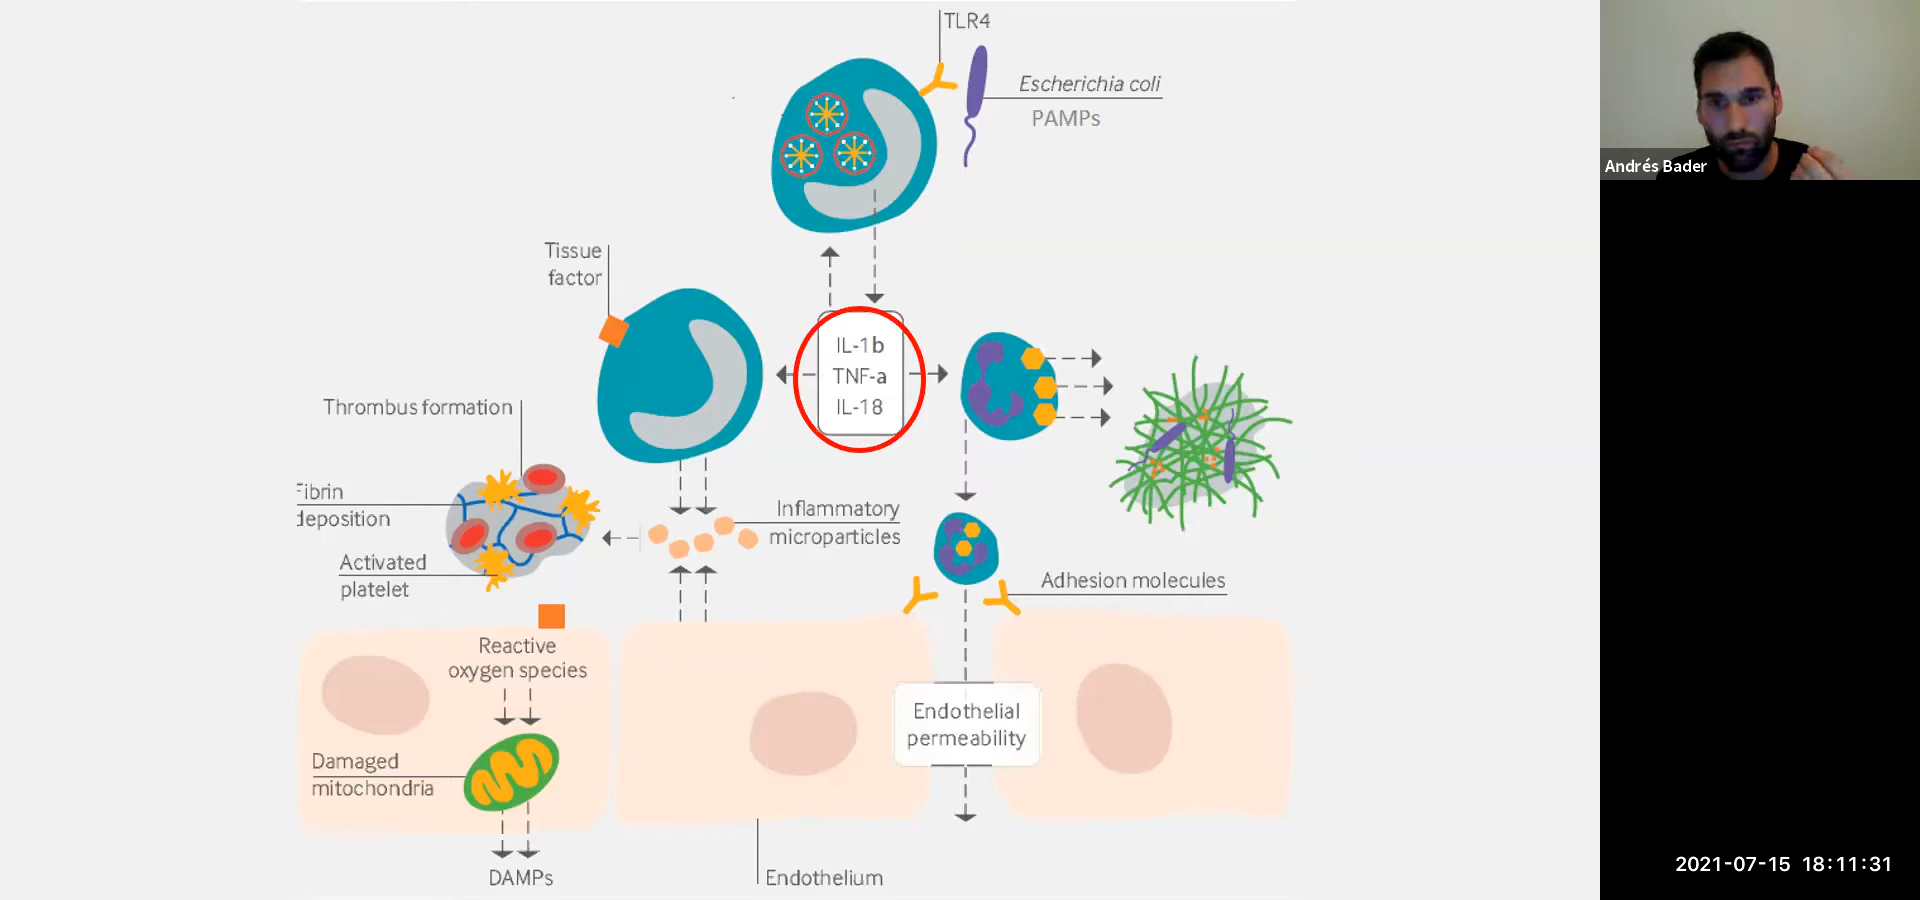 TLR4
Escherichia coli
PAMPs
Andrés Bader
Tissue
factor
IL-1b
TNF-a
IL-18
Thrombus formation
Fibrin
deposition
Inflammatory
microparticles
Activated
platelet
Adhesion molecules
Reactive
oxygen species
Endothelial
permeability
Damaged
mitochondria
DAMPs
Endothelium
2021-07-15 18:11:31